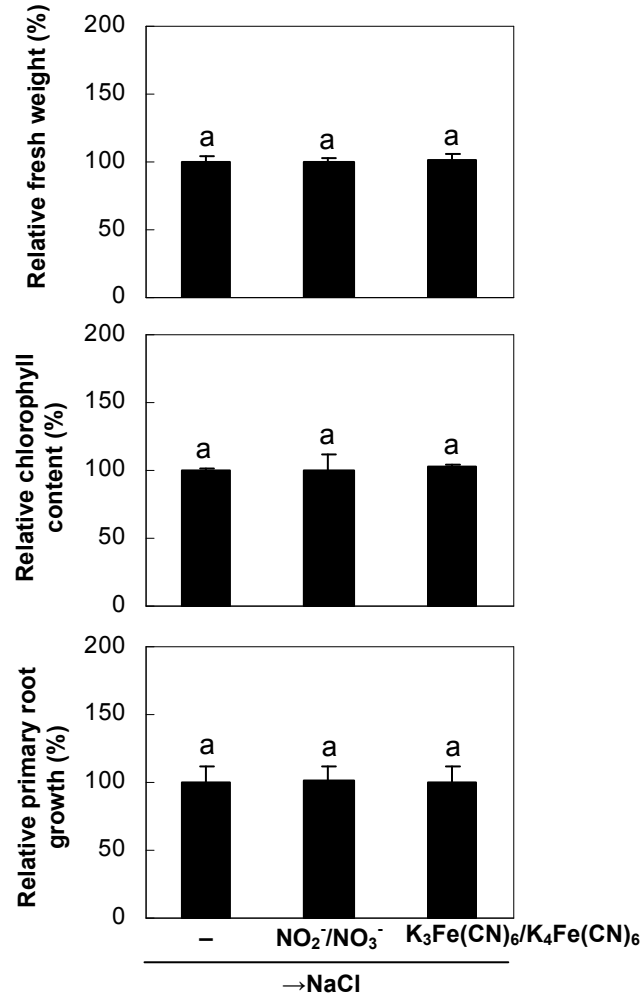 Relative fresh weight (%)
200
150
100
50
0
a a a
Relative chlorophyll
content (%)
200
150
100
50
0
a a a
Relative primary root
growth (%)
200
150
100
50
0
a a a
– NO₂⁻/NO₃⁻ K₃Fe(CN)₆/K₄Fe(CN)₆
→NaCl